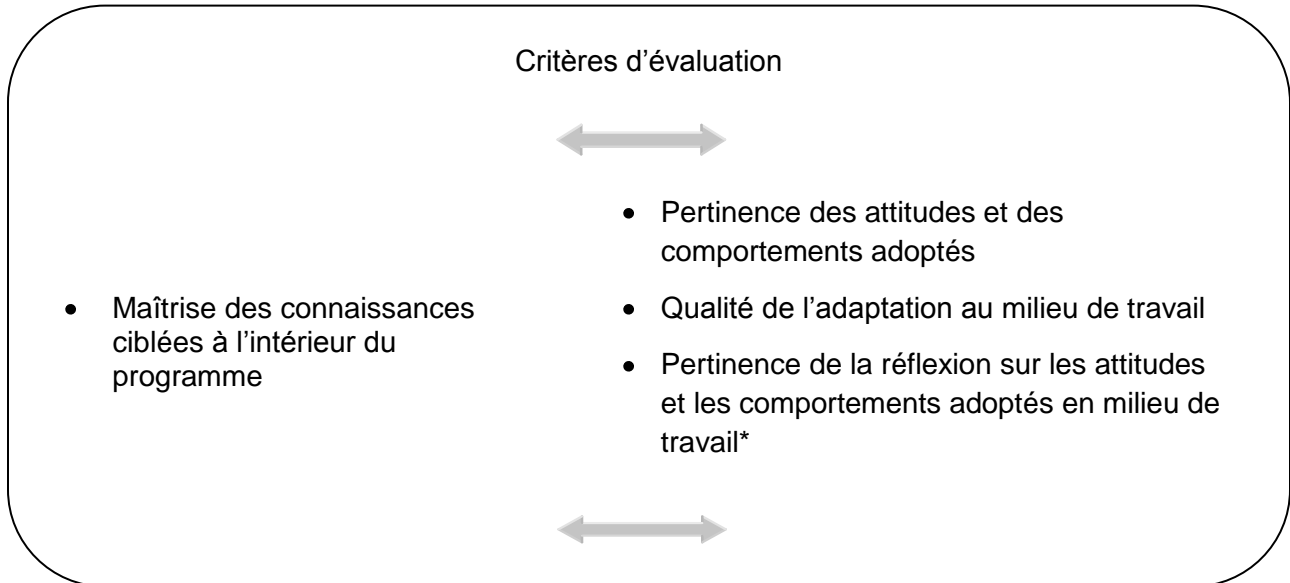 Critères d'évaluation
• Maîtrise des connaissances
ciblées à l'intérieur du
programme
• Pertinence des attitudes et des
comportements adoptés
• Qualité de l'adaptation au milieu de travail
• Pertinence de la réflexion sur les attitudes
et les comportements adoptés en milieu de
travail*